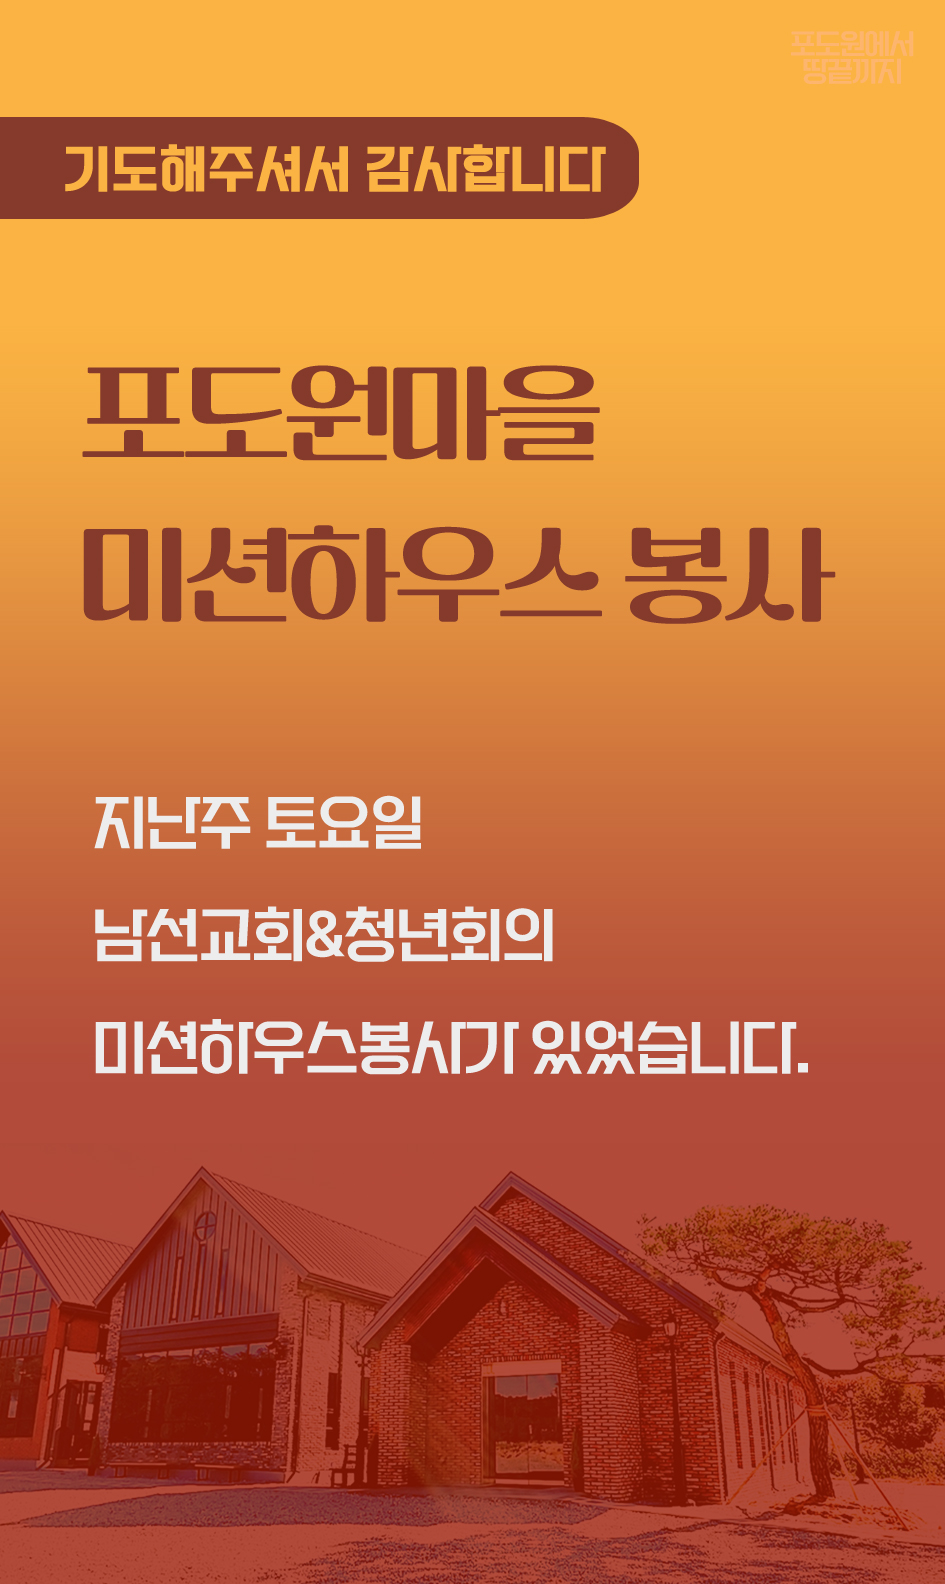 포도원에서
땅끝까지
기도해주셔서 감사합니다
포도원마을
미션하우스 봉사
지난주 토요일
남선교회&청년회의
미션하우스봉사가 있었습니다.